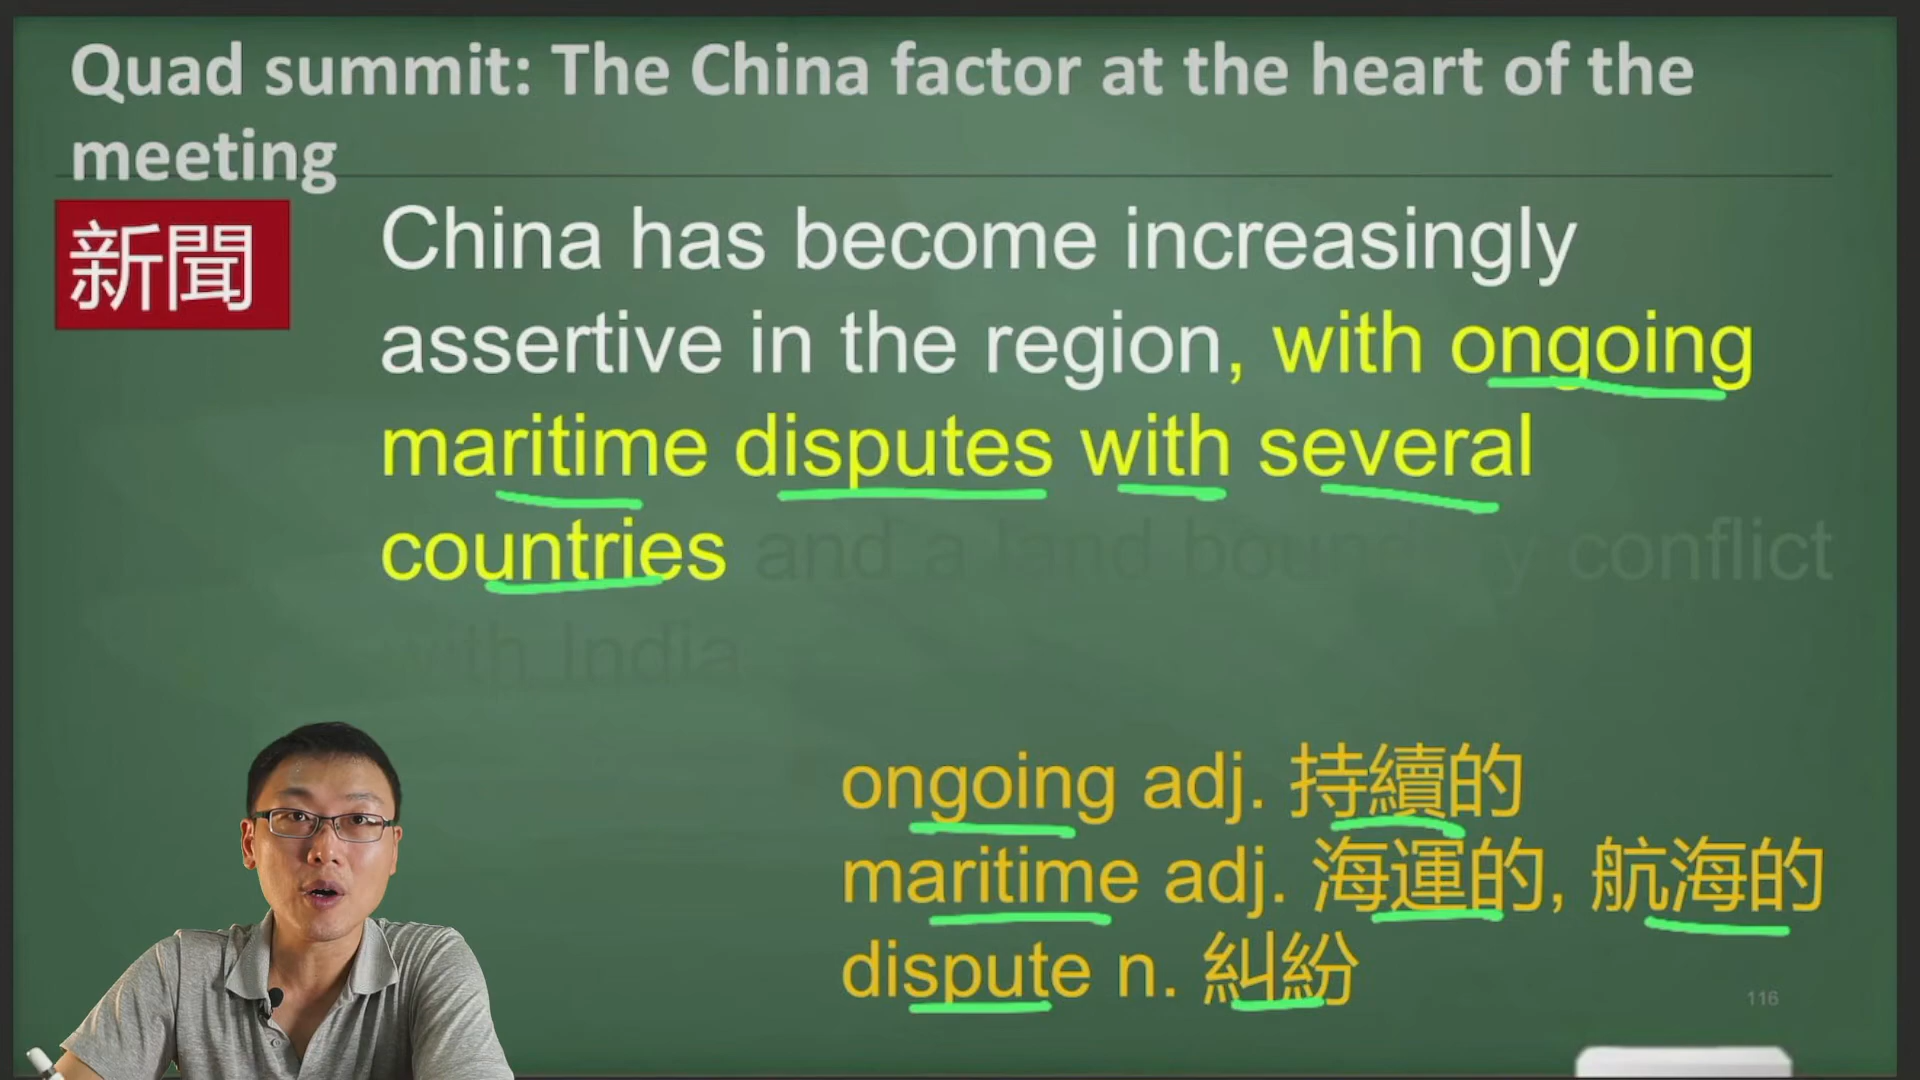 Quad summit: The China factor at the heart of the
meeting
新聞
China has become increasingly
assertive in the region, with ongoing
maritime disputes with several
countries and a land boundary conflict
with India
ongoing adj. 持續的
maritime adj. 海運的, 航海的
dispute n. 糾紛
116